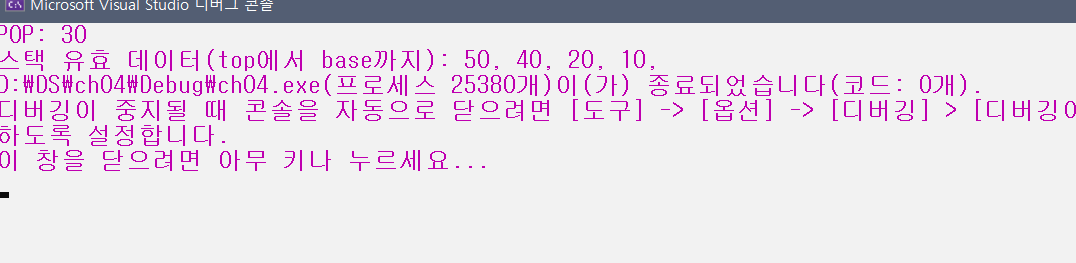 Microsoft Visual Studio 디버그 콘솔
POP: 30
스택 유효 데이터(top에서 base까지): 50, 40, 20, 10,
D:\DS\ch04\Debug\ch04.exe(프로세스 25380개)이(가) 종료되었습니다(코드: 0개).
디버깅이 중지될 때 콘솔을 자동으로 닫으려면 [도구] -> [옵션] -> [디버깅] > [디버깅이
하도록 설정합니다.
이 창을 닫으려면 아무 키나 누르세요...